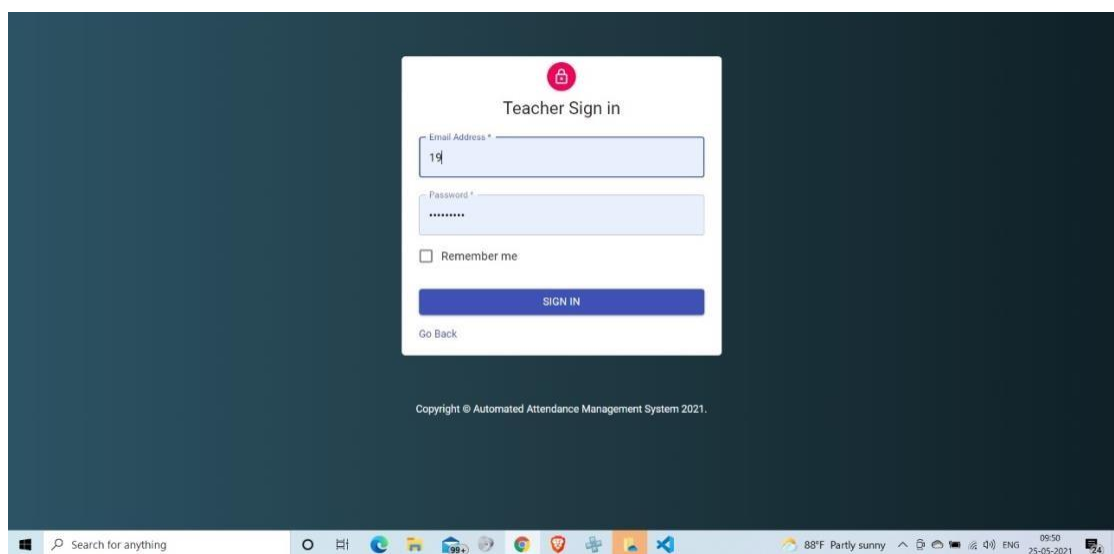 Teacher Sign in
Email Address *
19
Password *
•••••••••
Remember me
SIGN IN
Go Back
Copyright © Automated Attendance Management System 2021.
Search for anything
99+
88°F Partly sunny
ENG
09:50
25-05-2021